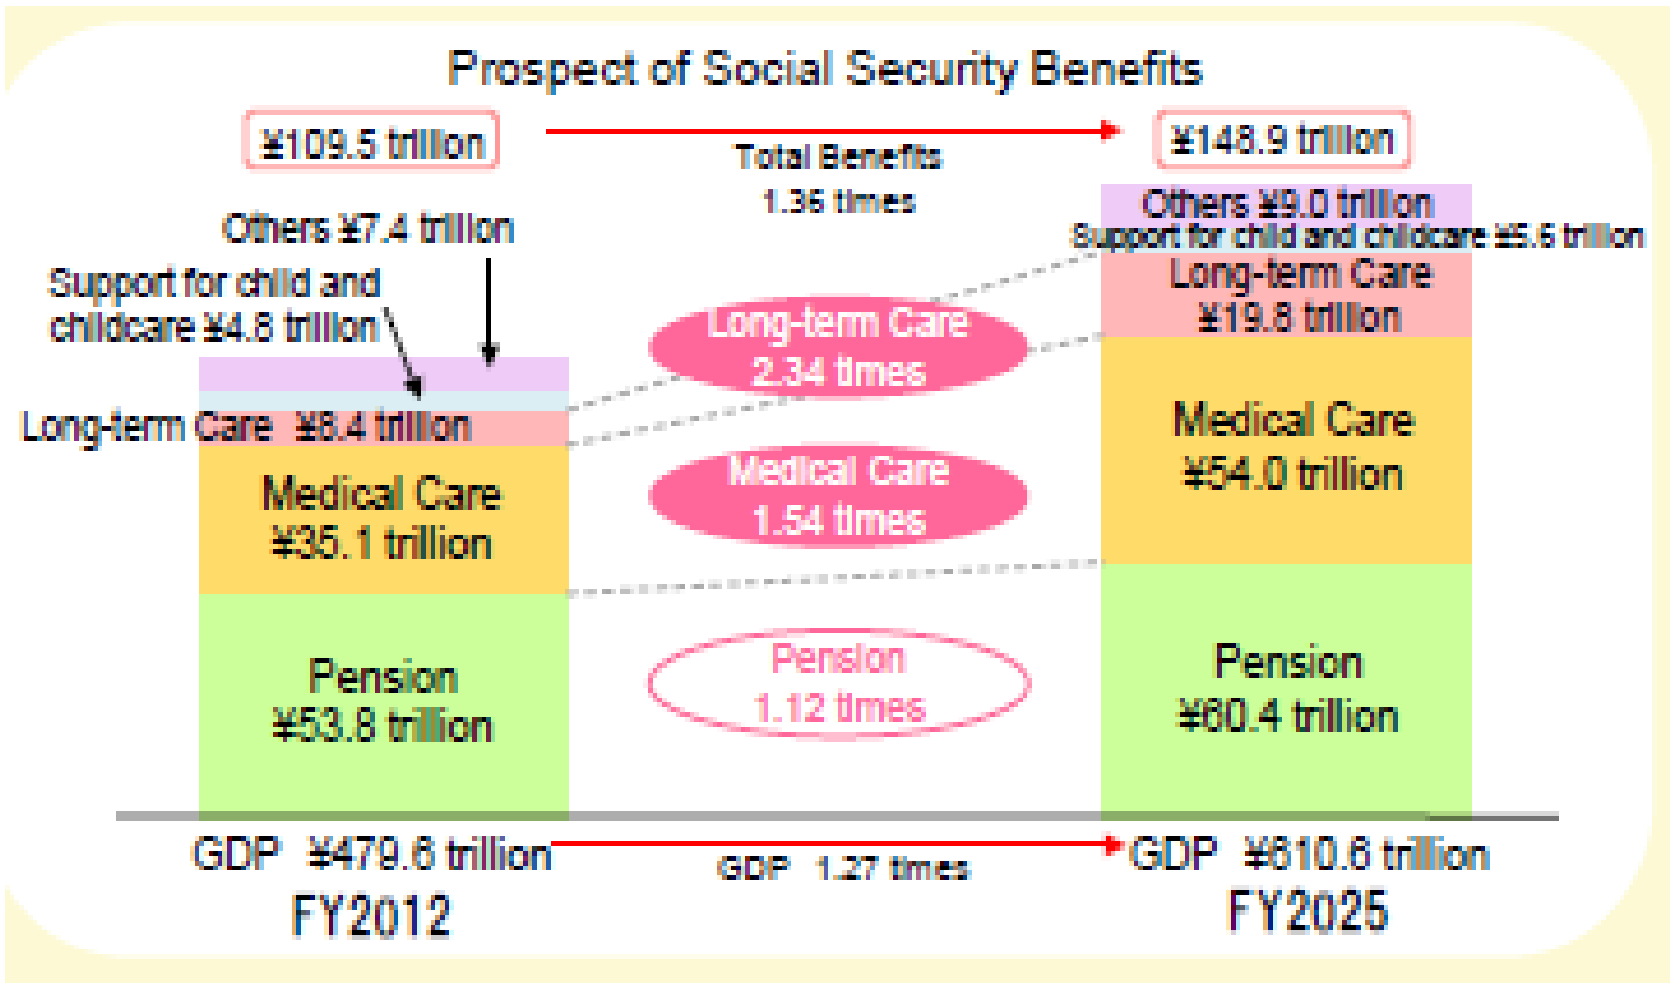 Prospect of Social Security Benefits
¥109.5 trillion
¥148.9 trillion
Total Benefits
1.36 times
Others ¥7.4 trillion
Support for child and
childcare ¥4.8 trillion
Long-term Care ¥8.4 trillion
Medical Care
¥35.1 trillion
Pension
¥53.8 trillion
Long-term Care
2.34 times
Medical Care
1.54 times
Pension
1.12 times
Others ¥9.0 trillion
Support for child and childcare ¥5.6 trillion
Long-term Care
¥19.8 trillion
Medical Care
¥54.0 trillion
Pension
¥60.4 trillion
GDP ¥479.6 trillion
GDP 1.27 times
GDP ¥610.6 trillion
FY2012
FY2025